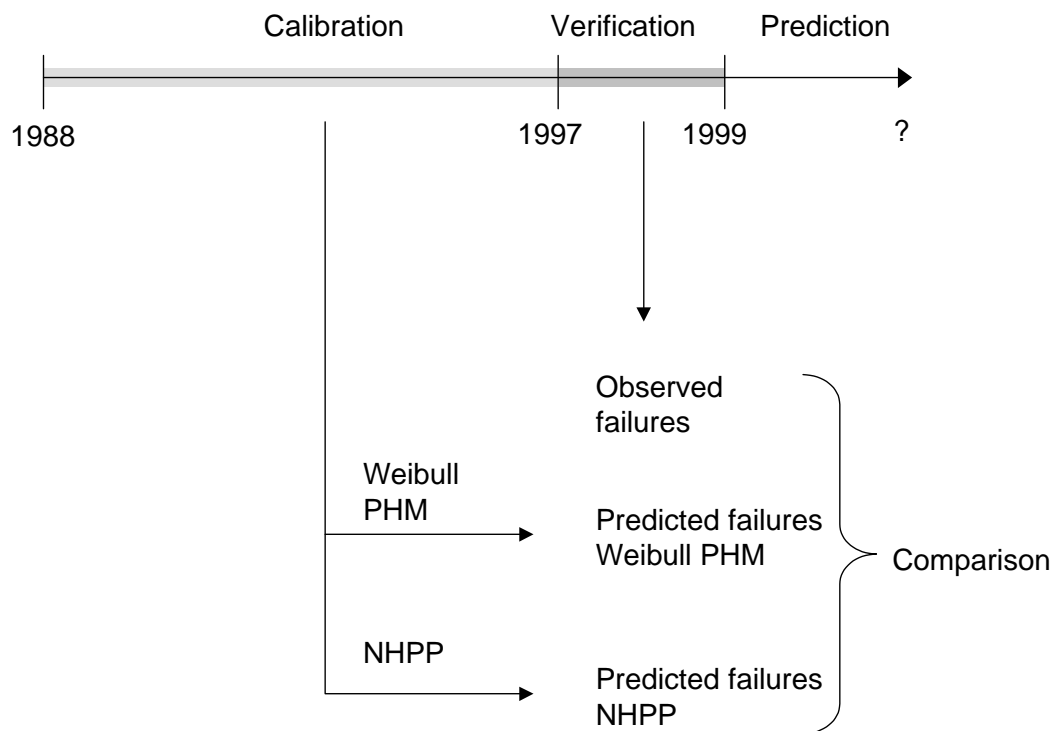 Calibration Verification Prediction
1988 1997 1999 ?
Observed
failures
Weibull
PHM
Predicted failures
Weibull PHM
Comparison
NHPP
Predicted failures
NHPP